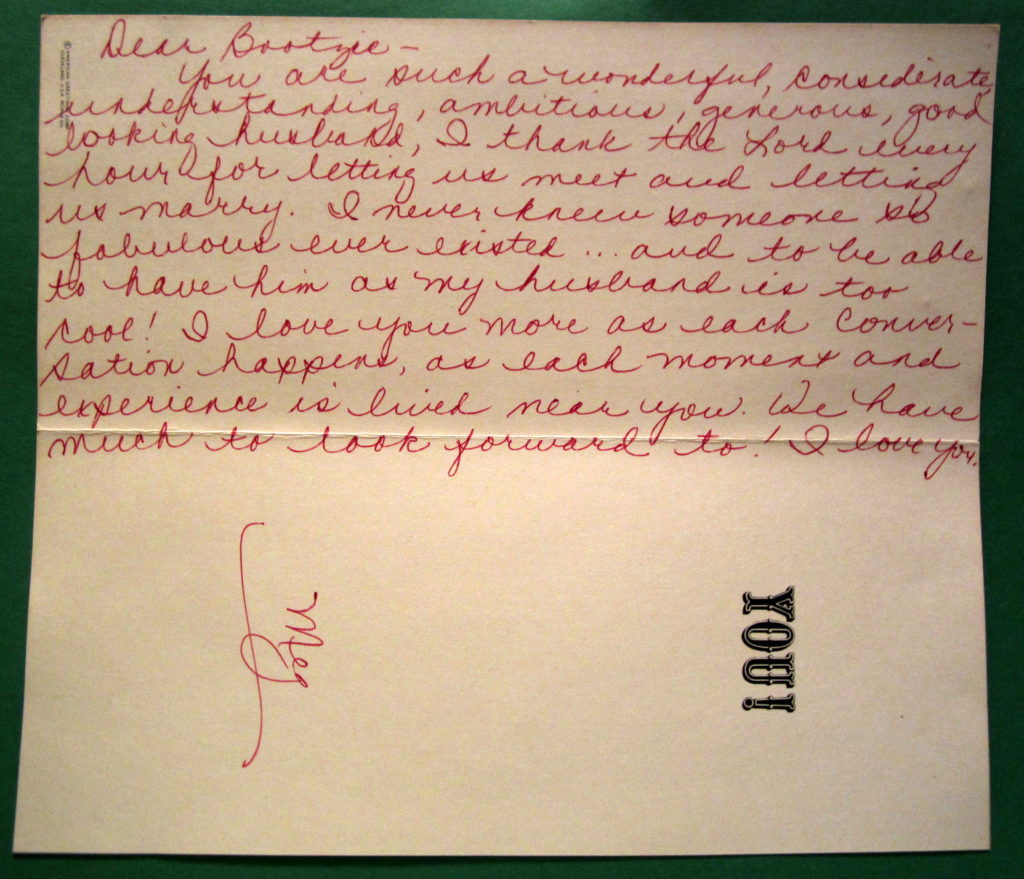 Dear Bootzie -
You are such a wonderful, considerate,
understanding, ambitious, generous, good
looking husband, I thank the Lord every
hour for letting us meet and letting
us marry. I never knew someone so
fabulous ever existed ... and to be able
to have him as my husband is too
cool! I love you more as each conver-
sation happens, as each moment and
experience is lived near you. We have
much to look forward to! I love you.
Meg
YOU!